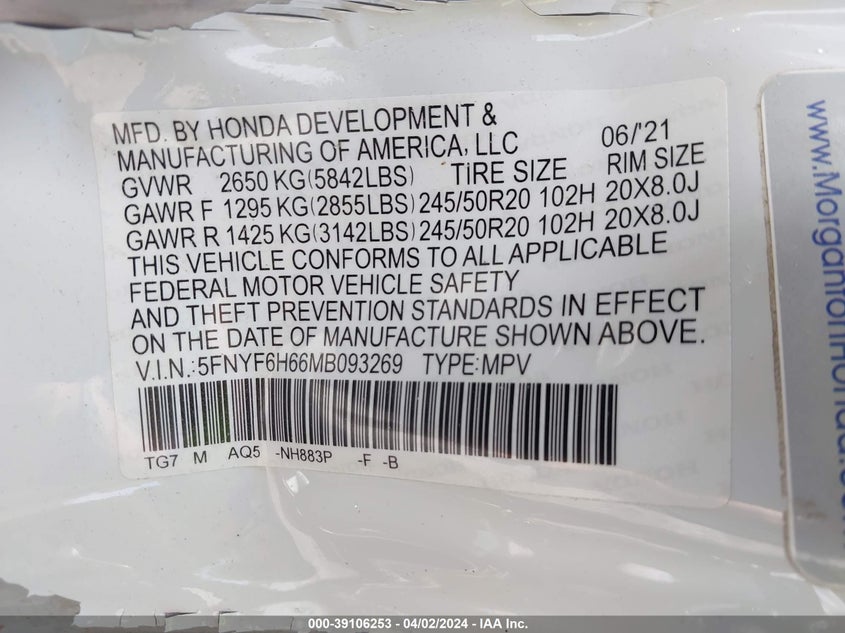 MFD. BY HONDA DEVELOPMENT &
MANUFACTURING OF AMERICA, LLC 06/'21
GVWR 2650 KG(5842LBS) TiRE SIZE RIM SIZE
GAWR F 1295 KG(2855LBS) 245/50R20 102H 20X8.0J
GAWR R 1425 KG(3142LBS) 245/50R20 102H 20X8.0J
THIS VEHICLE CONFORMS TO ALL APPLICABLE
FEDERAL MOTOR VEHICLE SAFETY
AND THEFT PREVENTION STANDARDS IN EFFECT
ON THE DATE OF MANUFACTURE SHOWN ABOVE.
V.I.N.:5FNYF6H66MB093269 TYPE:MPV
TG7 M AQ5 -NH883P -F -B
000-39106253 - 04/02/2024 - IAA Inc.